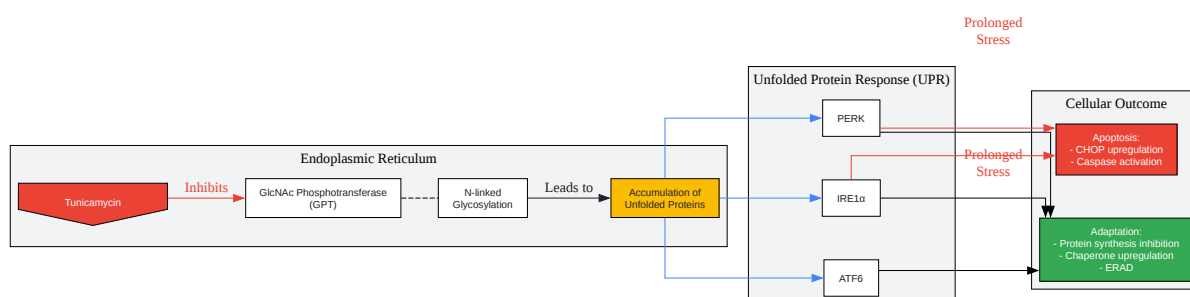 Prolonged
Stress
Unfolded Protein Response (UPR)
PERK
Cellular Outcome
Apoptosis:
- CHOP upregulation
- Caspase activation
Endoplasmic Reticulum
Tunicamycin
Inhibits
GlcNAc Phosphotransferase
(GPT)
N-linked
Glycosylation
Leads to
Accumulation of
Unfolded Proteins
IRE1α
Prolonged
Stress
Adaptation:
- Protein synthesis inhibition
- Chaperone upregulation
- ERAD
ATF6